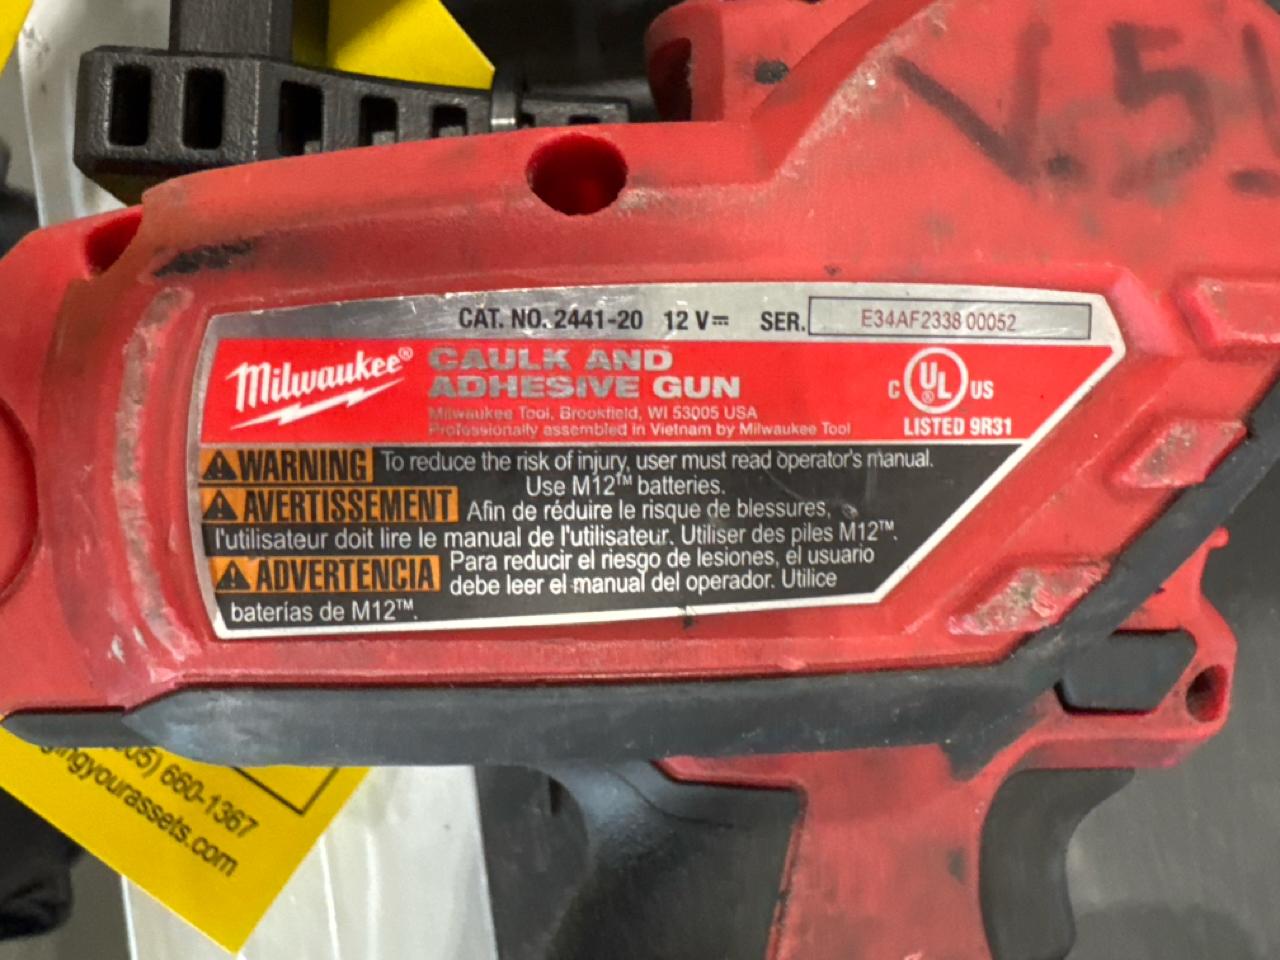 V 5
CAT. NO. 2441-20 12 V⎓ SER. E34AF2338 00052
Milwaukee®
CAULK AND
ADHESIVE GUN
Milwaukee Tool, Brookfield, WI 53005 USA
Professionally assembled in Vietnam by Milwaukee Tool
C UL® US
LISTED 9R31
⚠WARNING To reduce the risk of injury, user must read operator's manual.
Use M12™ batteries.
⚠AVERTISSEMENT Afin de réduire le risque de blessures,
l'utilisateur doit lire le manual de l'utilisateur. Utiliser des piles M12™.
⚠ADVERTENCIA Para reducir el riesgo de lesiones, el usuario
debe leer el manual del operador. Utilice
baterías de M12™.
660-1367
gingyourassets.com